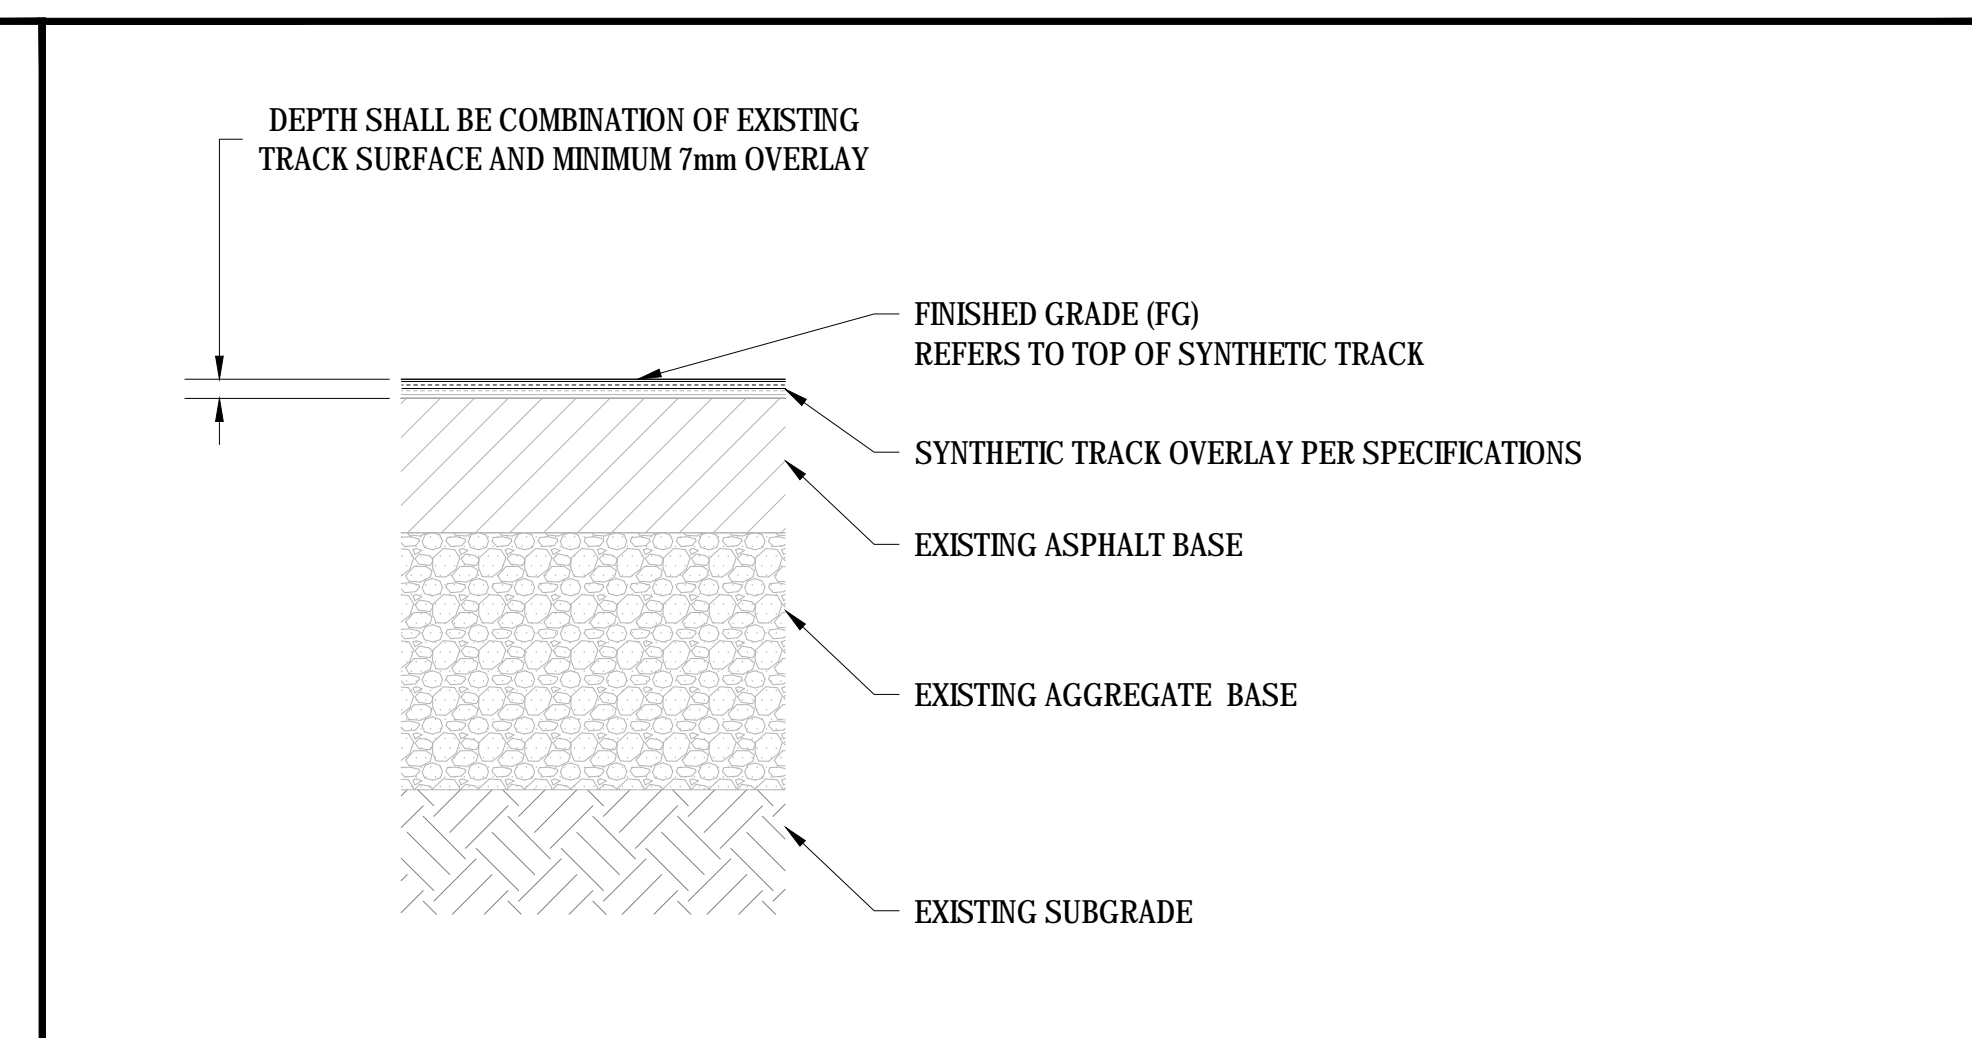 DEPTH SHALL BE COMBINATION OF EXISTING
TRACK SURFACE AND MINIMUM 7mm OVERLAY
FINISHED GRADE (FG)
REFERS TO TOP OF SYNTHETIC TRACK
SYNTHETIC TRACK OVERLAY PER SPECIFICATIONS
EXISTING ASPHALT BASE
EXISTING AGGREGATE BASE
EXISTING SUBGRADE